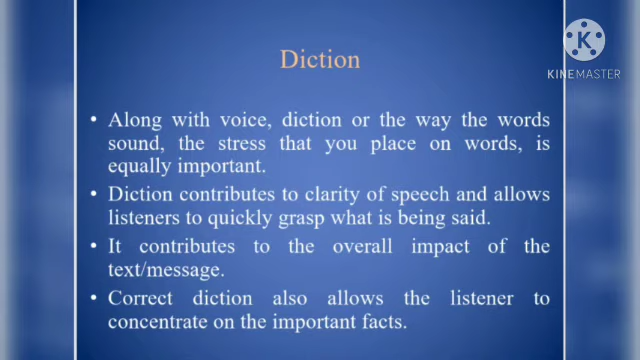 KINEMASTER
Diction
• Along with voice, diction or the way the words
sound, the stress that you place on words, is
equally important.
• Diction contributes to clarity of speech and allows
listeners to quickly grasp what is being said.
• It contributes to the overall impact of the
text/message.
• Correct diction also allows the listener to
concentrate on the important facts.